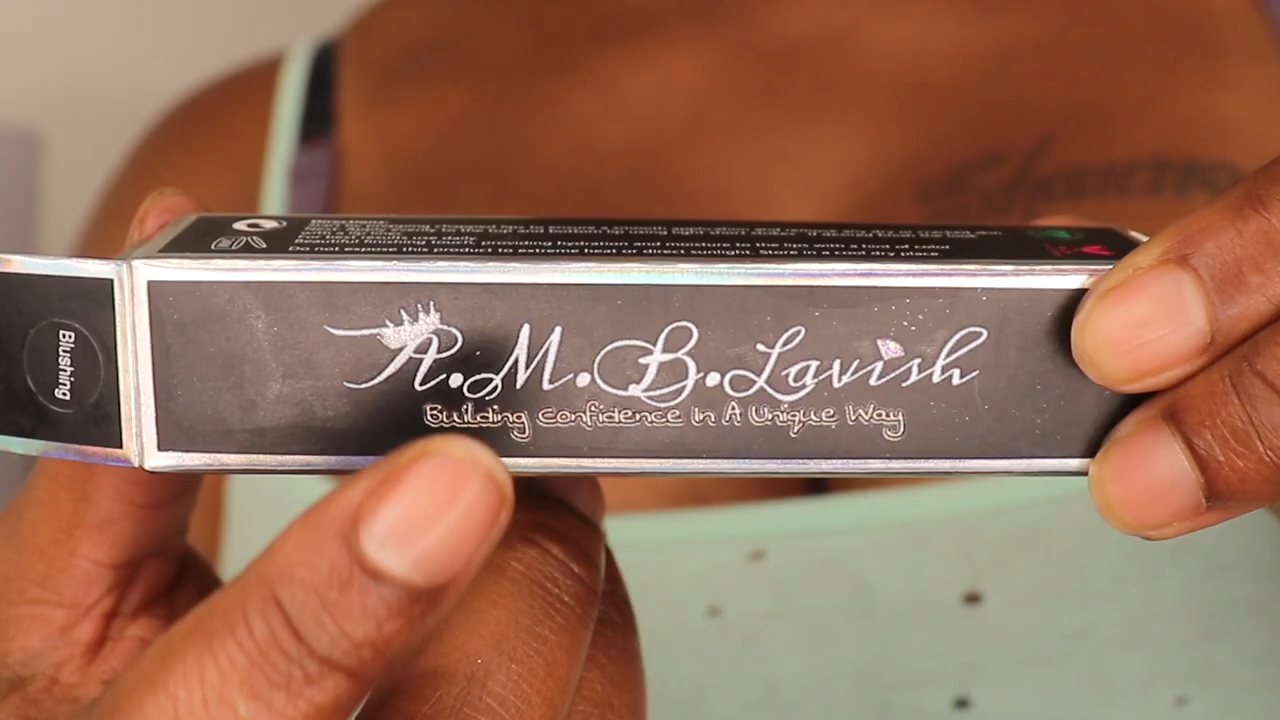 Directions:
Beautiful finishing touch, providing hydration and moisture to the lips with a hint of color.
Do not expose this product to extreme heat or direct sunlight. Store in a cool dry place.
Blushing
R.M.B.Lavish
Building Confidence In A Unique Way